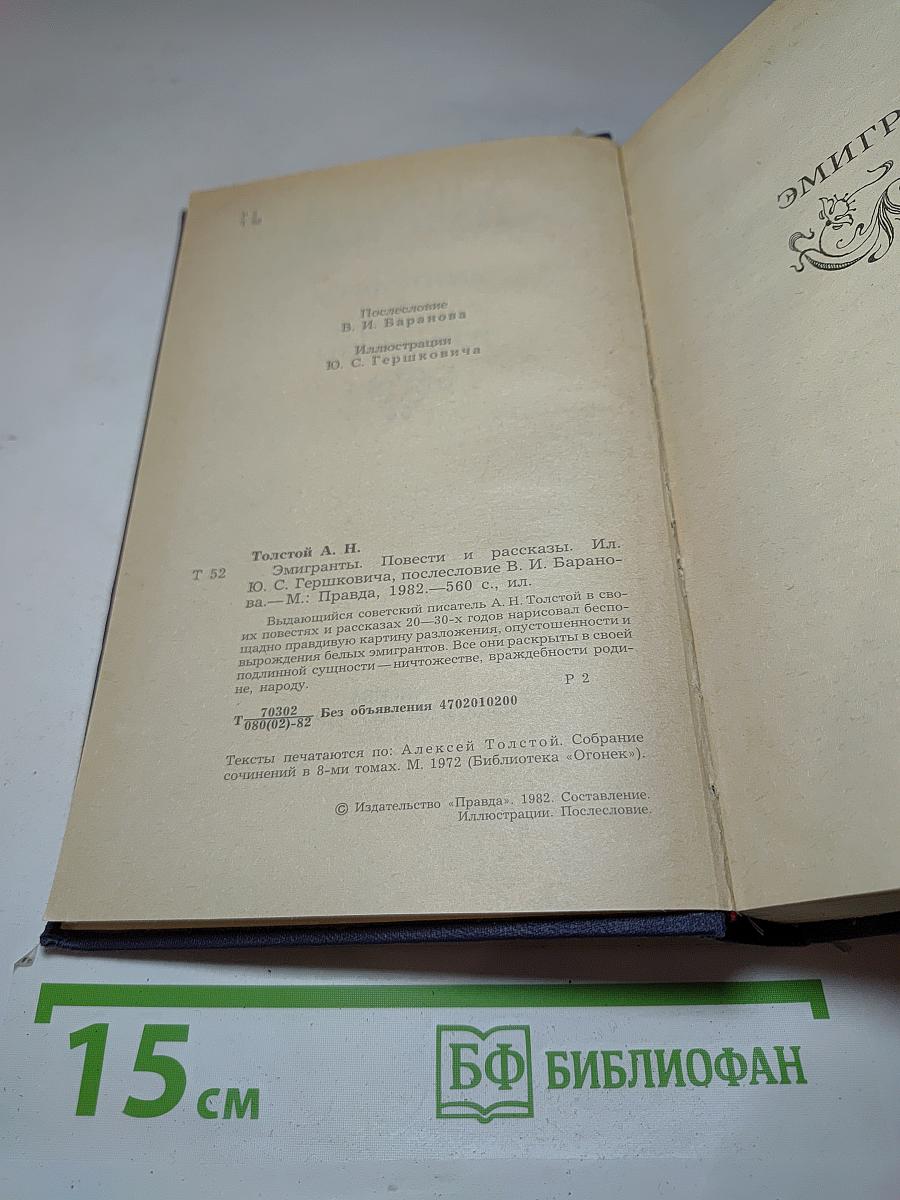 Послесловие
В. И. Баранова
Иллюстрации
Ю. С. Гершковича
Толстой А. Н.
Т 52 Эмигранты. Повести и рассказы. Ил.
Ю. С. Гершковича, послесловие В. И. Барано-
ва.— М.: Правда, 1982.—560 с., ил.
Выдающийся советский писатель А. Н. Толстой в сво-
их повестях и рассказах 20—30-х годов нарисовал беспо-
щадно правдивую картину разложения, опустошенности и
вырождения белых эмигрантов. Все они раскрыты в своей
подлинной сущности — ничтожестве, враждебности роди-
не, народу.
Р 2
70302
Т Без объявления 4702010200
080(02)-82
Тексты печатаются по: Алексей Толстой. Собрание
сочинений в 8-ми томах. М. 1972 (Библиотека «Огонек»).
© Издательство «Правда». 1982. Составление.
Иллюстрации. Послесловие.
ЭМИГР
15 см
БФ БИБЛИОФАН